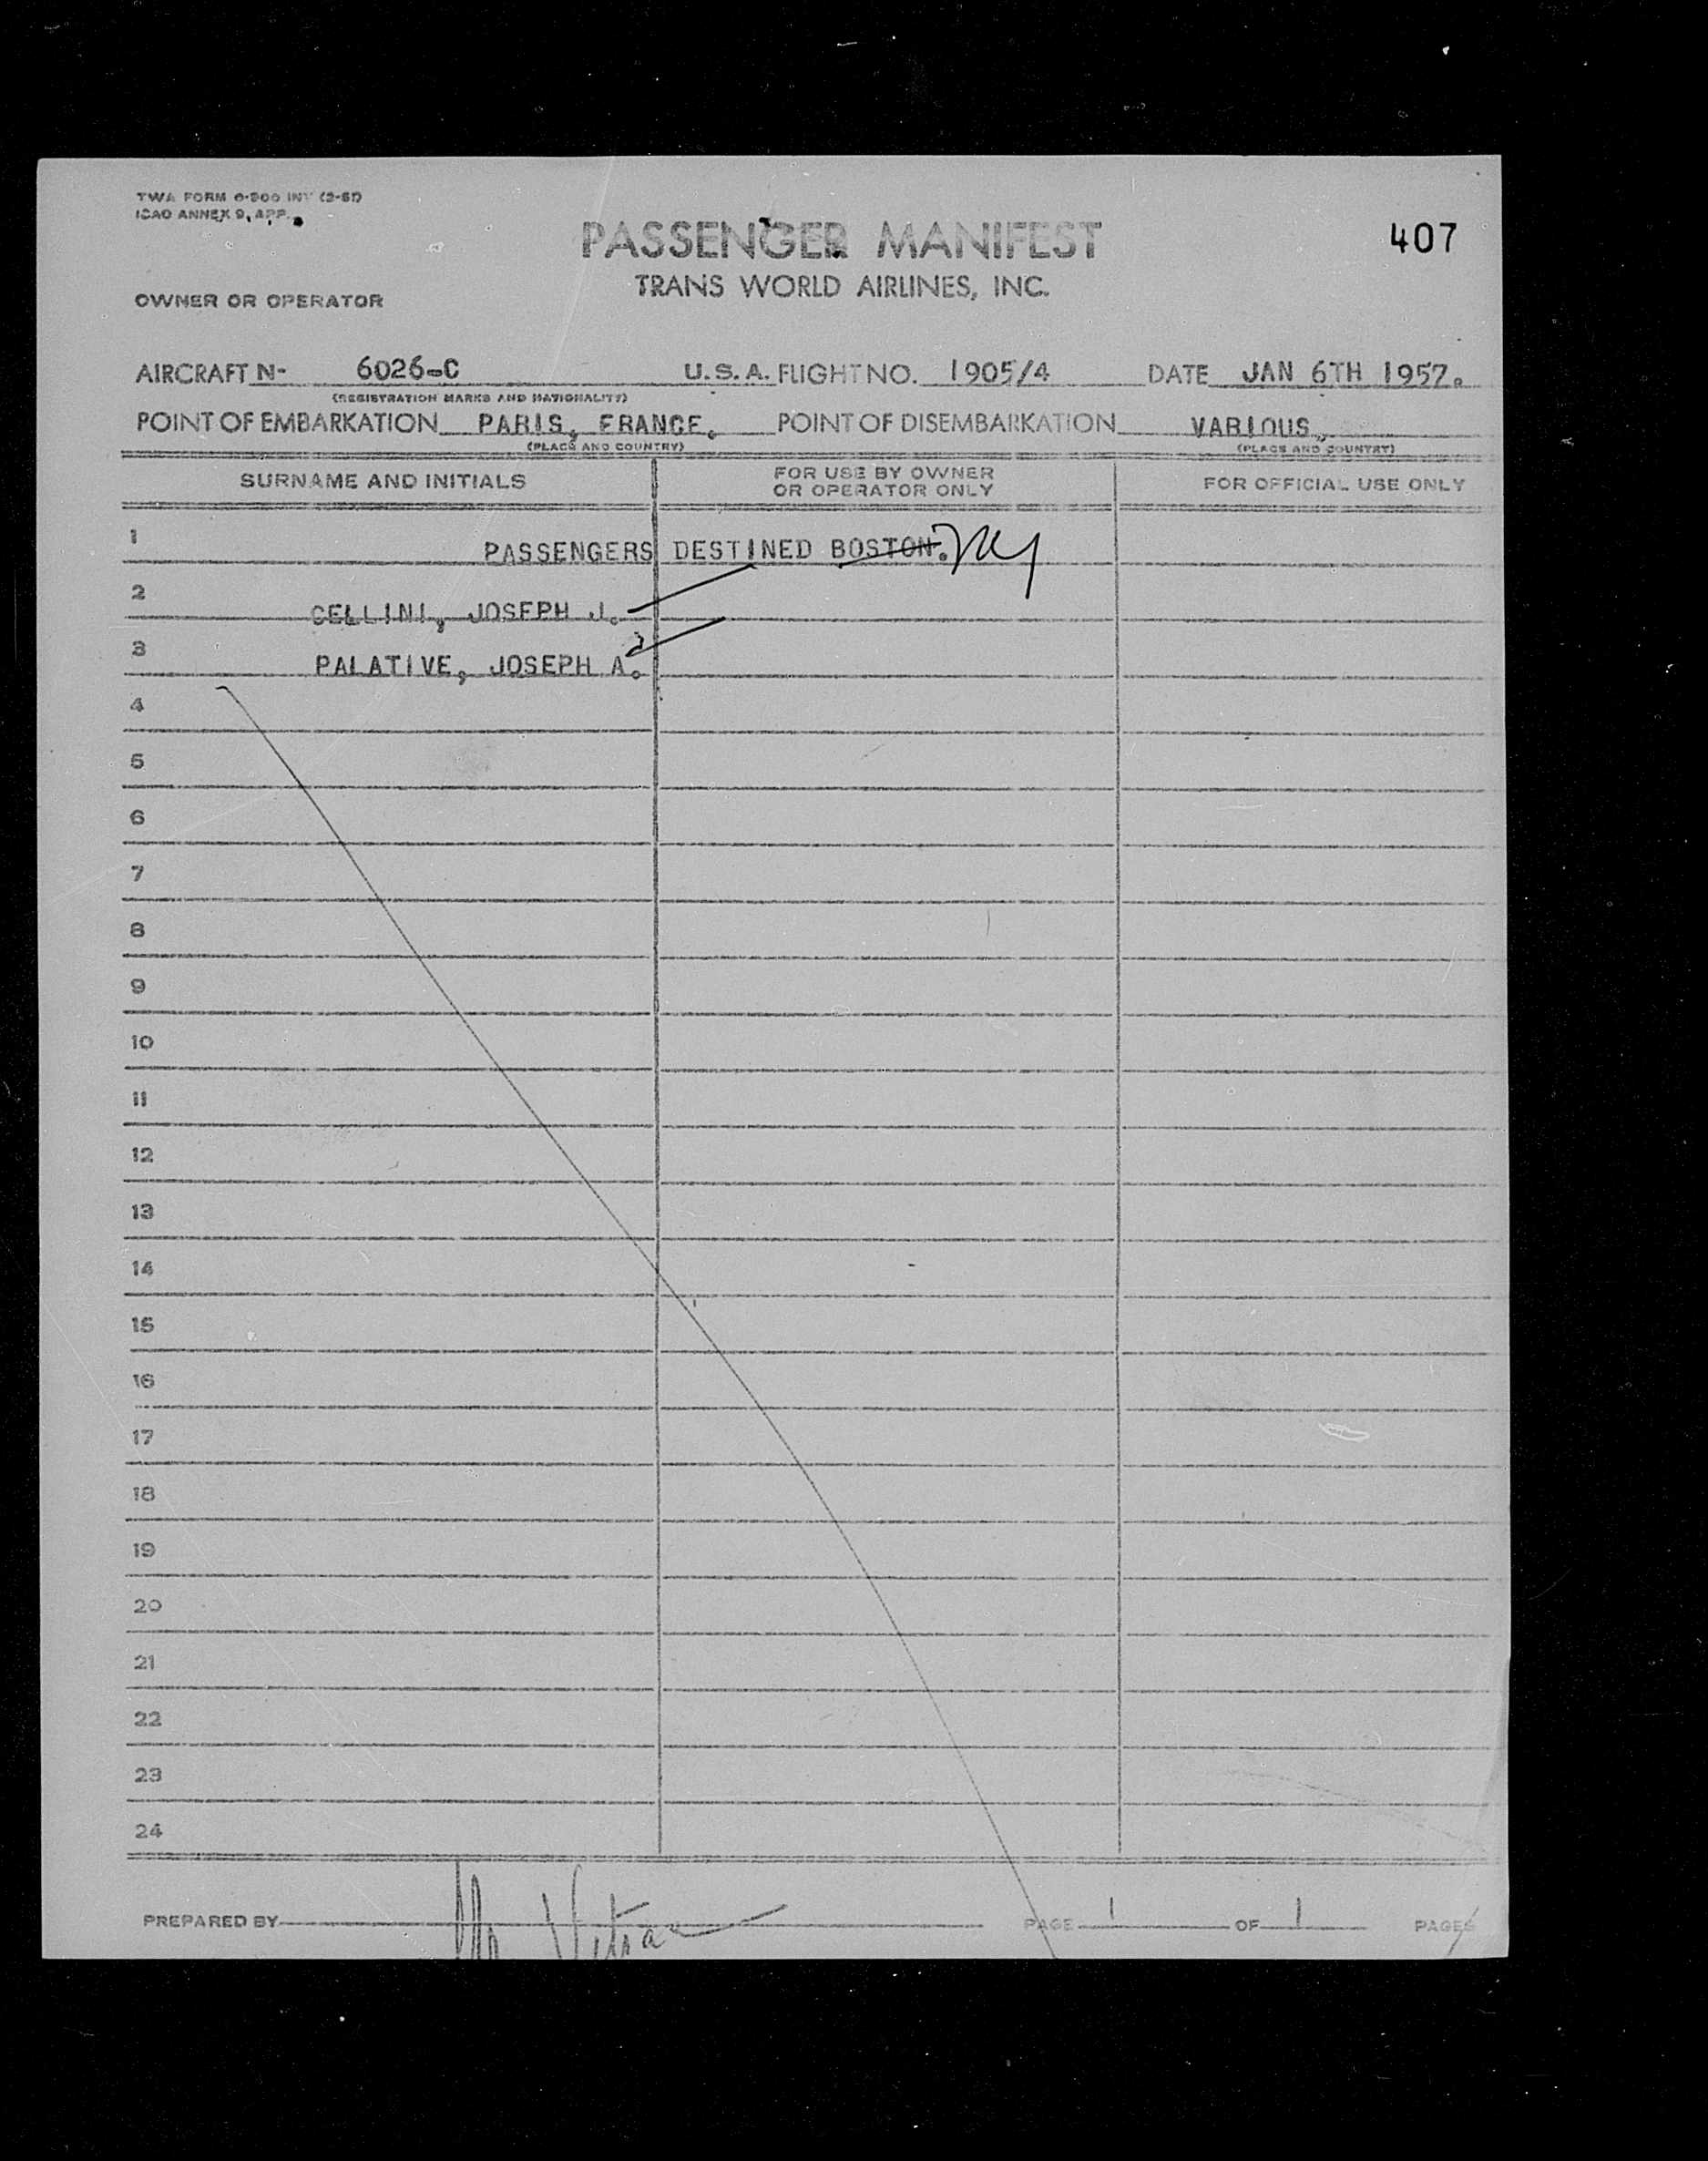 TWA FORM 0-500 INT (2-51)
ICAO ANNEX 9, APP.
PASSENGER MANIFEST
407
TRANS WORLD AIRLINES, INC.
OWNER OR OPERATOR
AIRCRAFT N- 6026-C U.S.A. FLIGHT NO. 1905/4 DATE JAN 6TH 1957.
(REGISTRATION MARKS AND NATIONALITY)
POINT OF EMBARKATION PARIS, FRANCE. POINT OF DISEMBARKATION VARIOUS.
(PLACE AND COUNTRY) (PLACE AND COUNTRY)
SURNAME AND INITIALS FOR USE BY OWNER OR OPERATOR ONLY FOR OFFICIAL USE ONLY
1 PASSENGERS DESTINED BOSTON. NY
2 CELLINI, JOSEPH J.
3 PALATIVE, JOSEPH A.
4
5
6
7
8
9
10
11
12
13
14
15
16
17
18
19
20
21
22
23
24
PREPARED BY PAGE 1 OF 1 PAGES